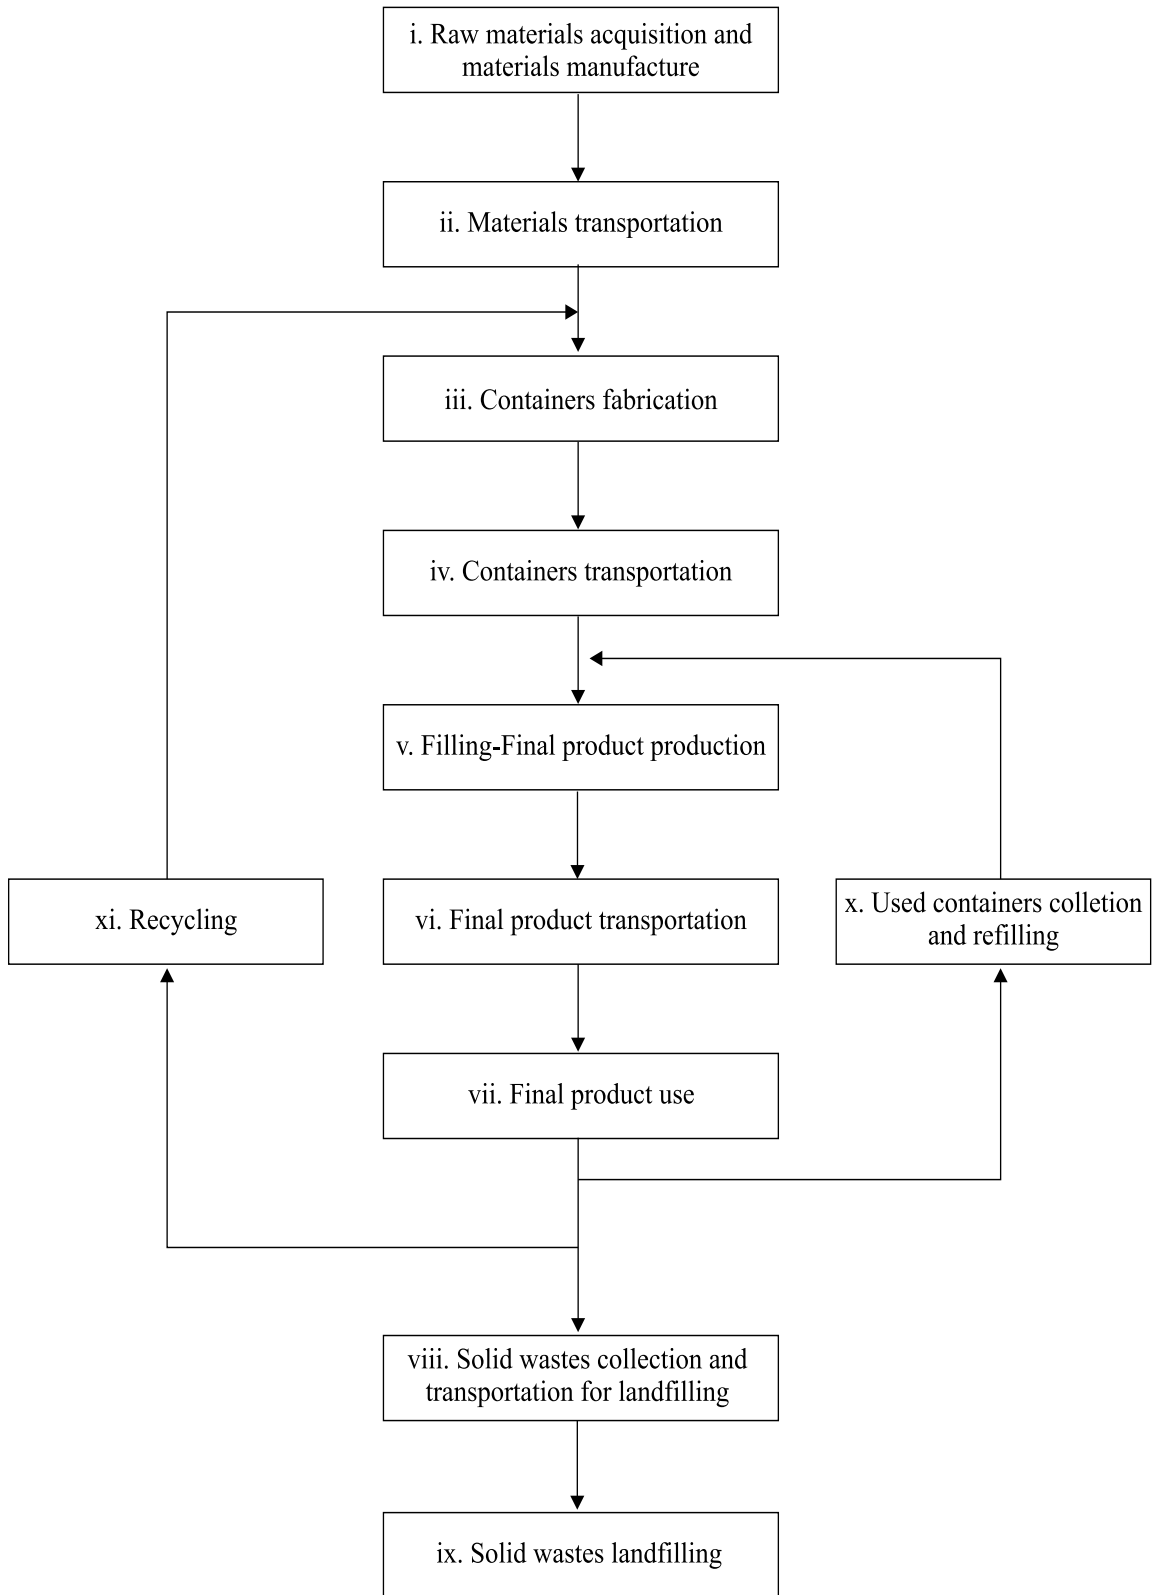 i. Raw materials acquisition and
materials manufacture
ii. Materials transportation
iii. Containers fabrication
iv. Containers transportation
v. Filling-Final product production
xi. Recycling
vi. Final product transportation
x. Used containers colletion
and refilling
vii. Final product use
viii. Solid wastes collection and
transportation for landfilling
ix. Solid wastes landfilling